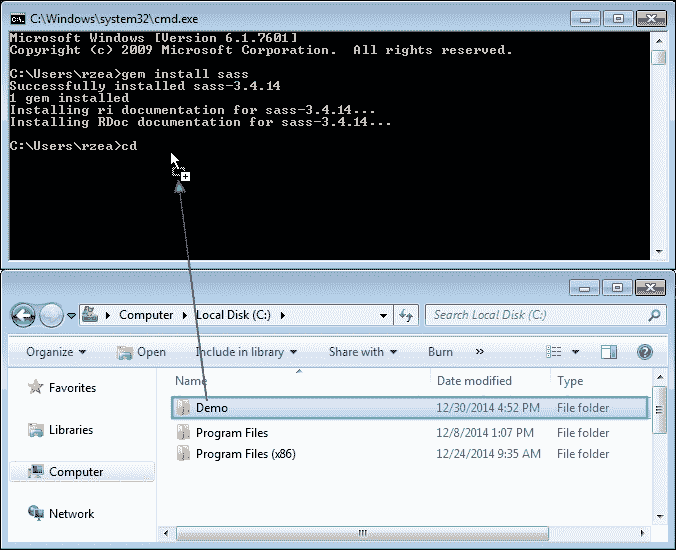 C:\Windows\system32\cmd.exe
Microsoft Windows [Version 6.1.7601]
Copyright (c) 2009 Microsoft Corporation.  All rights reserved.
C:\Users\rzea>gem install sass
Successfully installed sass-3.4.14
1 gem installed
Installing ri documentation for sass-3.4.14...
Installing RDoc documentation for sass-3.4.14...
C:\Users\rzea>cd
Computer Local Disk (C:) Search Local Disk (C:)
Organize Open Include in library Share with Burn »
Favorites
Libraries
Computer
Network
Name Date modified Type
Demo 12/30/2014 4:52 PM File folder
Program Files 12/8/2014 1:07 PM File folder
Program Files (x86) 12/24/2014 9:35 AM File folder